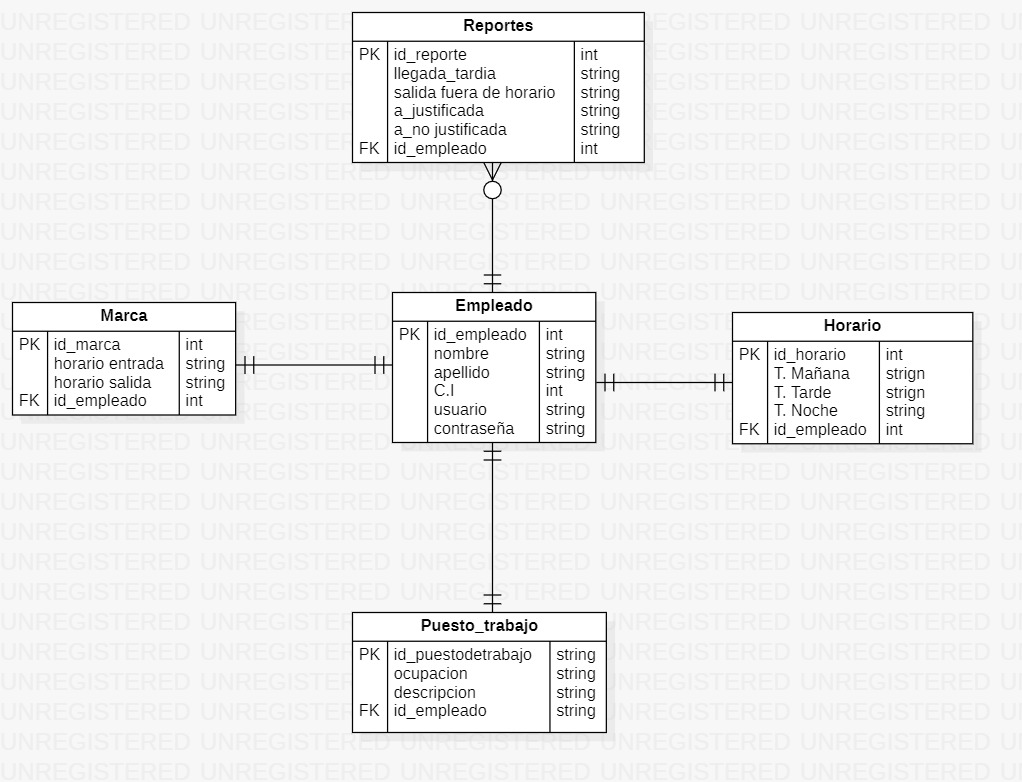 Reportes
PK id_reporte int
llegada_tardia string
salida fuera de horario string
a_justificada string
a_no justificada string
FK id_empleado int
Marca
PK id_marca int
horario entrada string
horario salida string
FK id_empleado int
Empleado
PK id_empleado int
nombre string
apellido string
C.I int
usuario string
contraseña string
Horario
PK id_horario int
T. Mañana strign
T. Tarde strign
T. Noche string
FK id_empleado int
Puesto_trabajo
PK id_puestodetrabajo string
ocupacion string
descripcion string
FK id_empleado string
UNREGISTERED